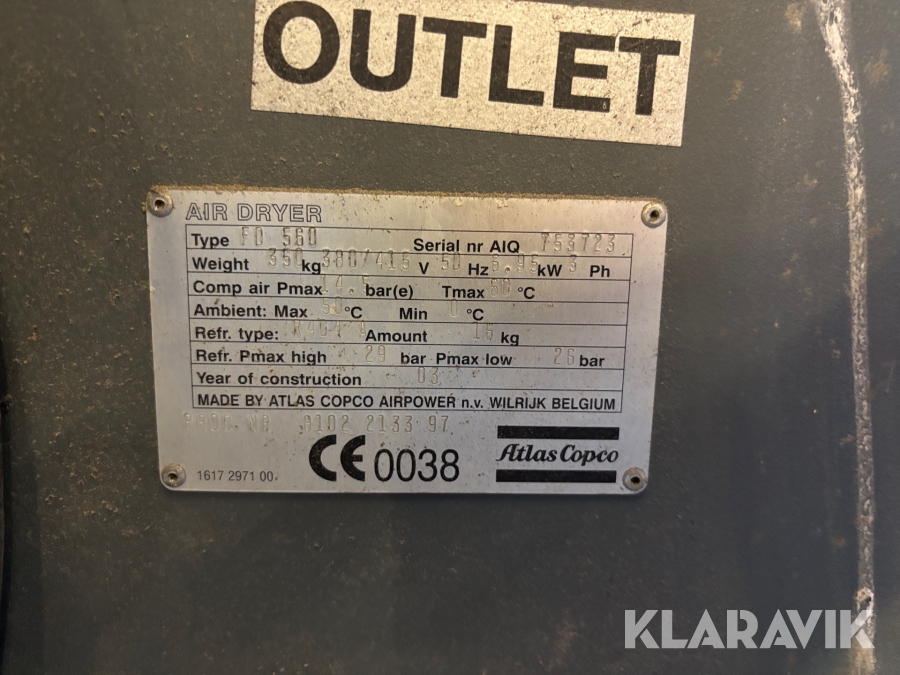 OUTLET
AIR DRYER
Type FD 560 Serial nr AIQ 753723
Weight 350 kg 380/415 V 50 Hz 6.95 kW 3 Ph
Comp air Pmax 14.5 bar(e) Tmax 60 °C
Ambient: Max 50 °C Min 0 °C
Refr. type: Amount kg
Refr. Pmax high 29 bar Pmax low 26 bar
Year of construction 03
MADE BY ATLAS COPCO AIRPOWER n.v. WILRIJK BELGIUM
PROD. NR 0102 2133 97
1617 2971 00 CE 0038 Atlas Copco
KLARAVIK